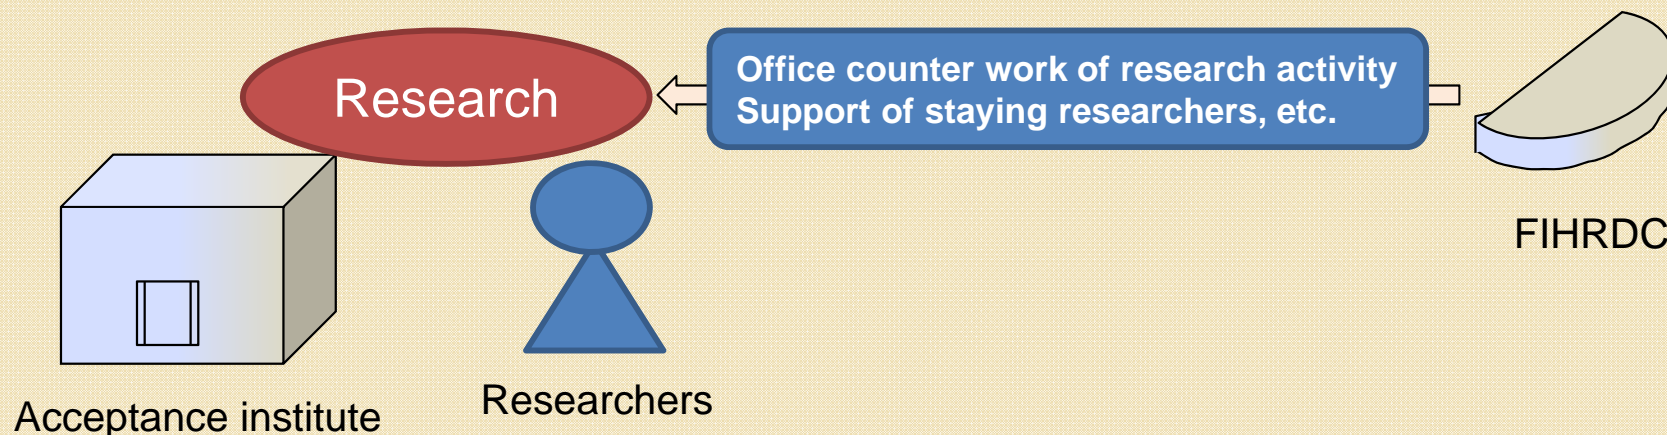 Research
Office counter work of research activity
Support of staying researchers, etc.
FIHRDC
Researchers
Acceptance institute